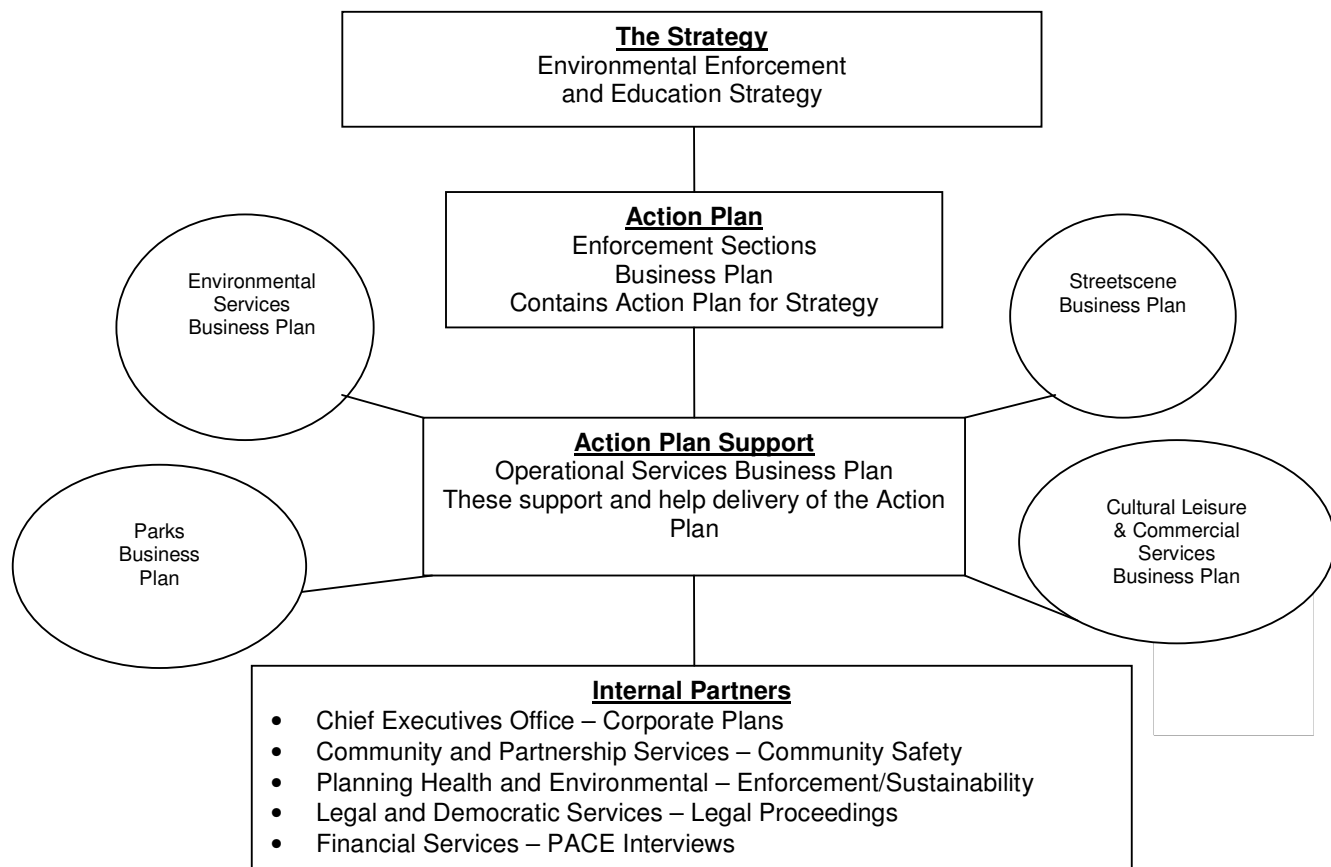 The Strategy
Environmental Enforcement
and Education Strategy
Action Plan
Enforcement Sections
Business Plan
Contains Action Plan for Strategy
Environmental
Services
Business Plan
Streetscene
Business Plan
Action Plan Support
Operational Services Business Plan
These support and help delivery of the Action
Plan
Parks
Business
Plan
Cultural Leisure
& Commercial
Services
Business Plan
Internal Partners
• Chief Executives Office – Corporate Plans
• Community and Partnership Services – Community Safety
• Planning Health and Environmental – Enforcement/Sustainability
• Legal and Democratic Services – Legal Proceedings
• Financial Services – PACE Interviews